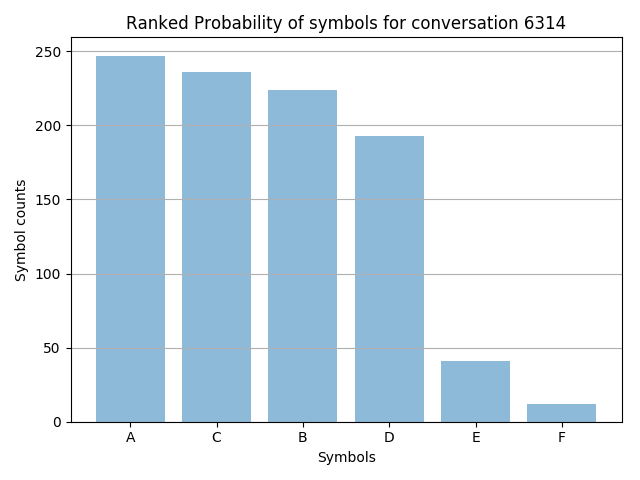 Ranked Probability of symbols for conversation 6314
250
200
150
100
50
0
Symbol counts
A C B D E F
Symbols